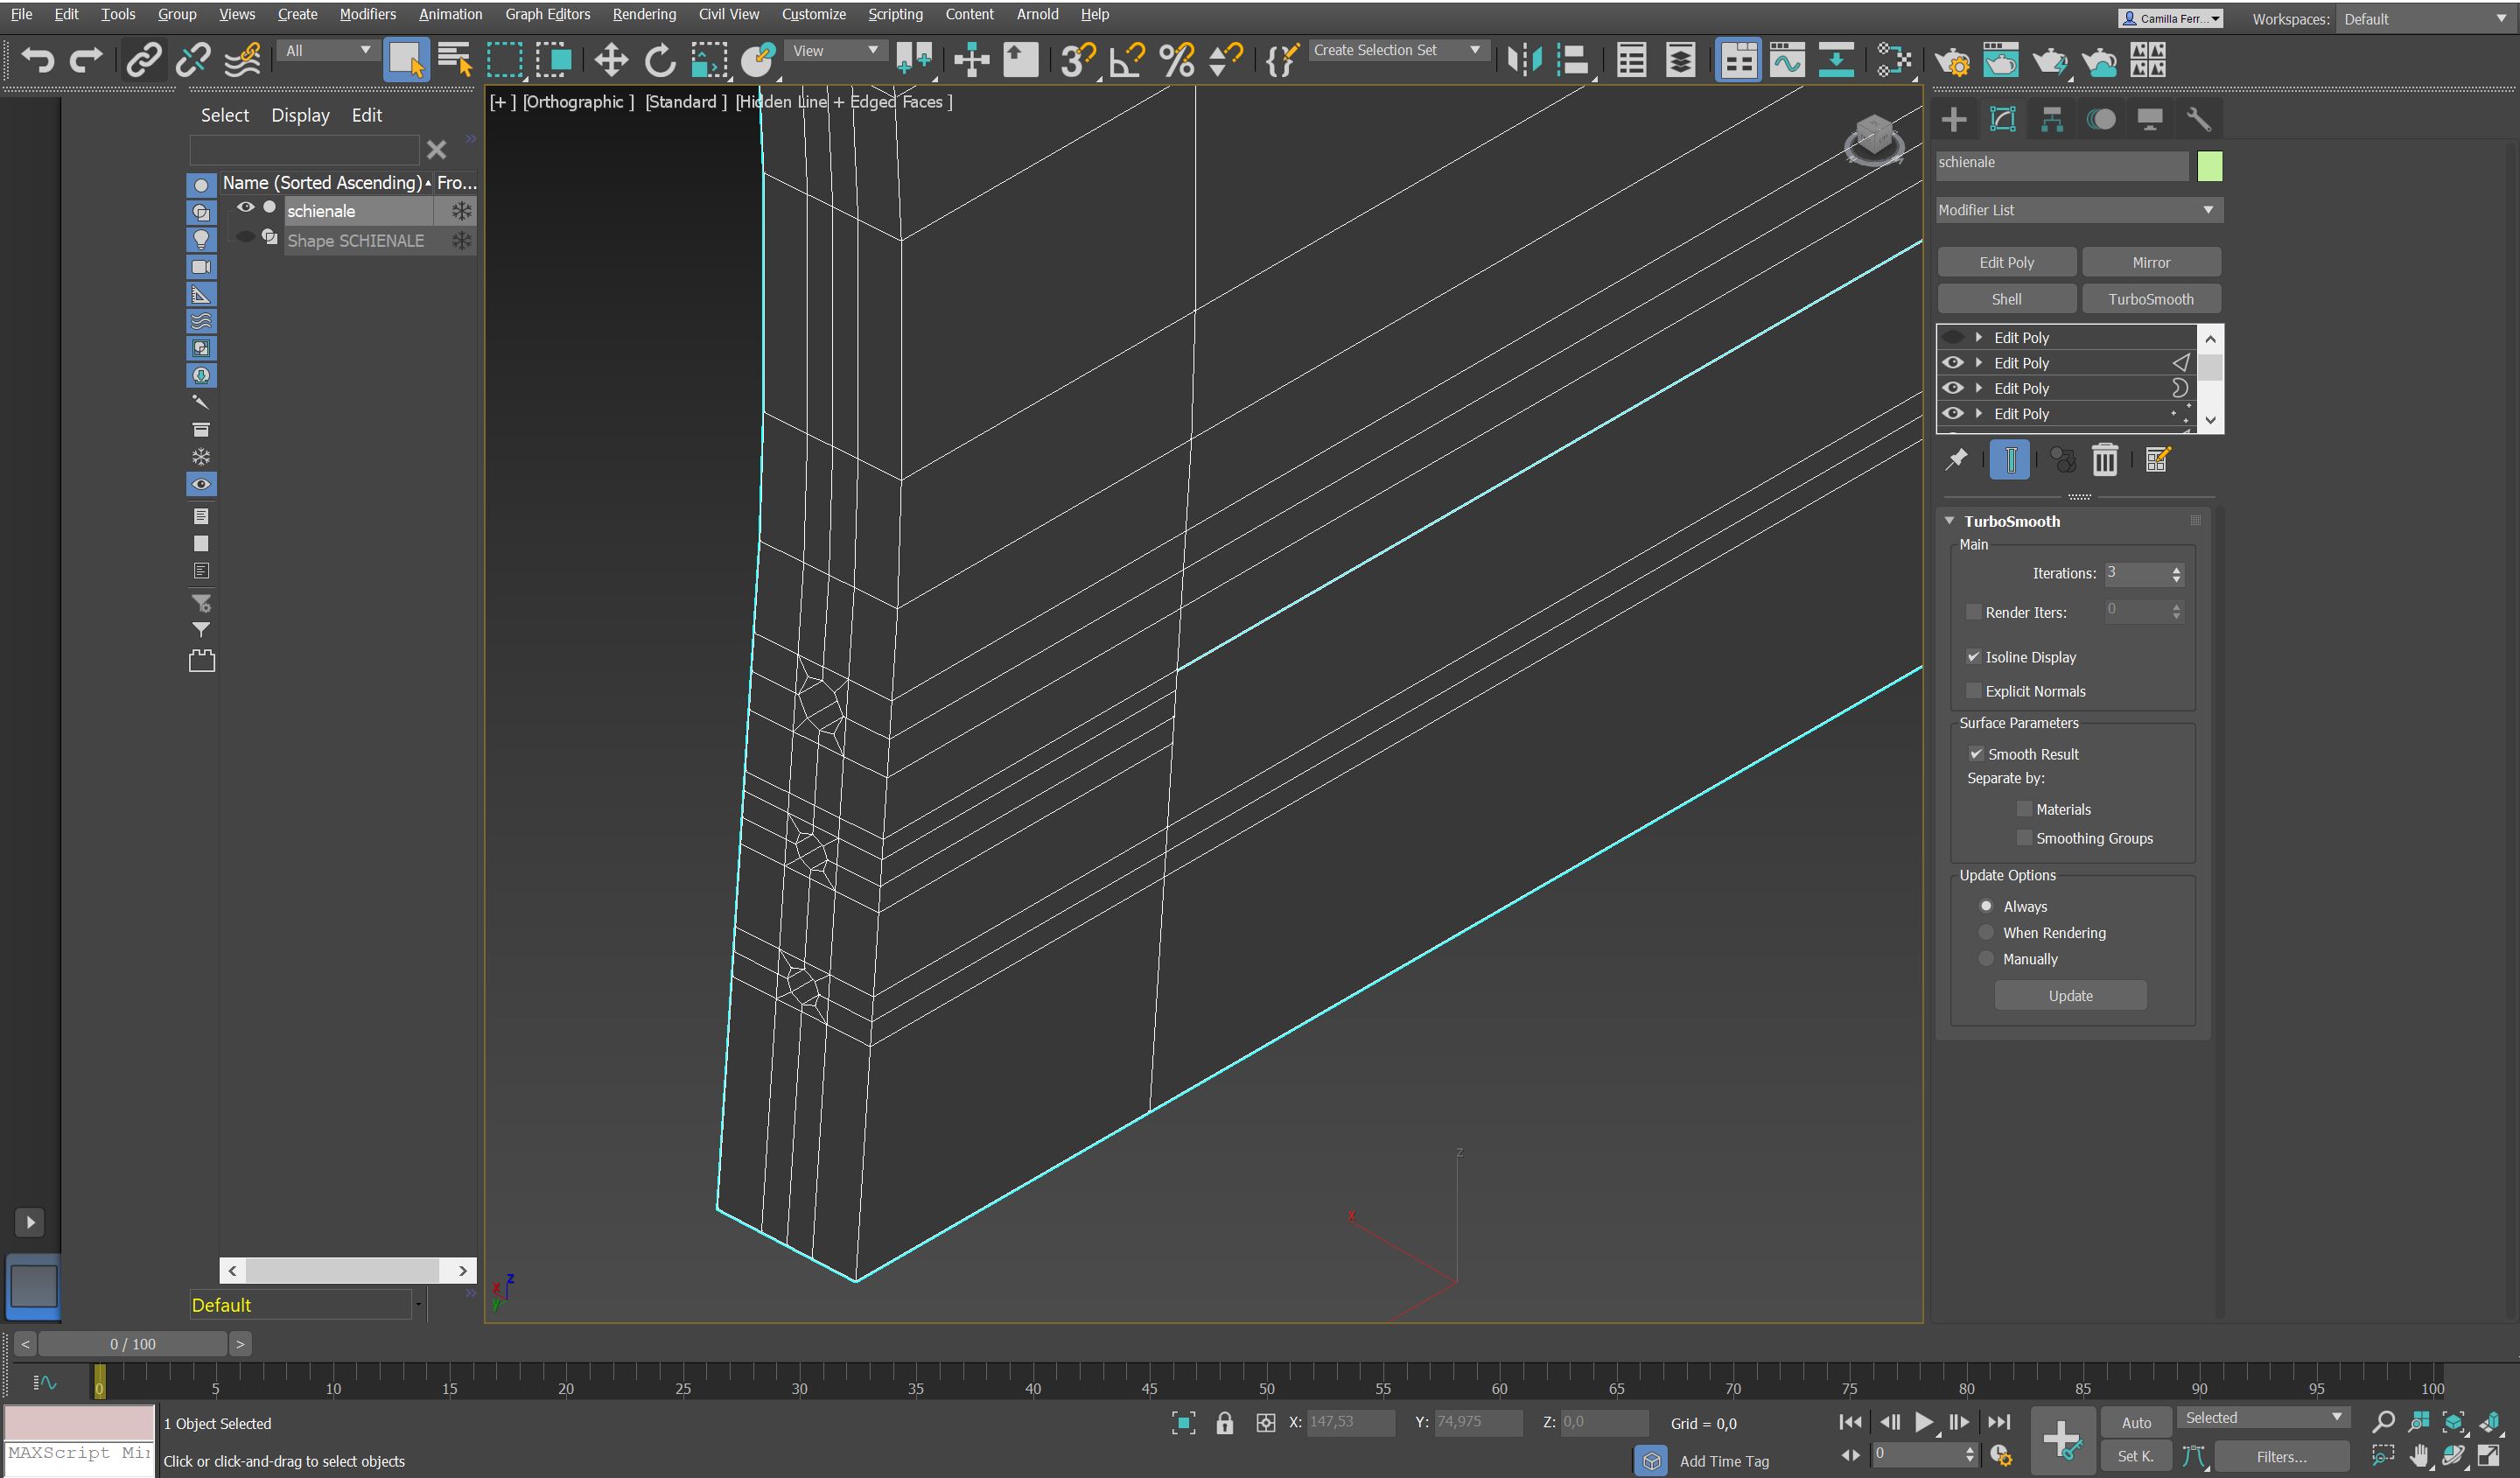 File Edit Tools Group Views Create Modifiers Animation Graph Editors Rendering Civil View Customize Scripting Content Arnold Help
Camilla Ferr...
Workspaces: Default
All
View
Create Selection Set
Select Display Edit
Name (Sorted Ascending) Fro...
schienale
Shape SCHIENALE
Default
[+] [Orthographic] [Standard] [Hidden Line + Edged Faces]
z
x
z
x
y
schienale
Modifier List
Edit Poly Mirror
Shell TurboSmooth
Edit Poly
Edit Poly
Edit Poly
Edit Poly
TurboSmooth
Main
Iterations: 3
Render Iters: 0
Isoline Display
Explicit Normals
Surface Parameters
Smooth Result
Separate by:
Materials
Smoothing Groups
Update Options
Always
When Rendering
Manually
Update
< 0 / 100 >
0 5 10 15 20 25 30 35 40 45 50 55 60 65 70 75 80 85 90 95 100
1 Object Selected
X: 147,53 Y: 74,975 Z: 0,0 Grid = 0,0
Auto Selected
MAXScript Mi
Click or click-and-drag to select objects
Add Time Tag
0
Set K. Filters...